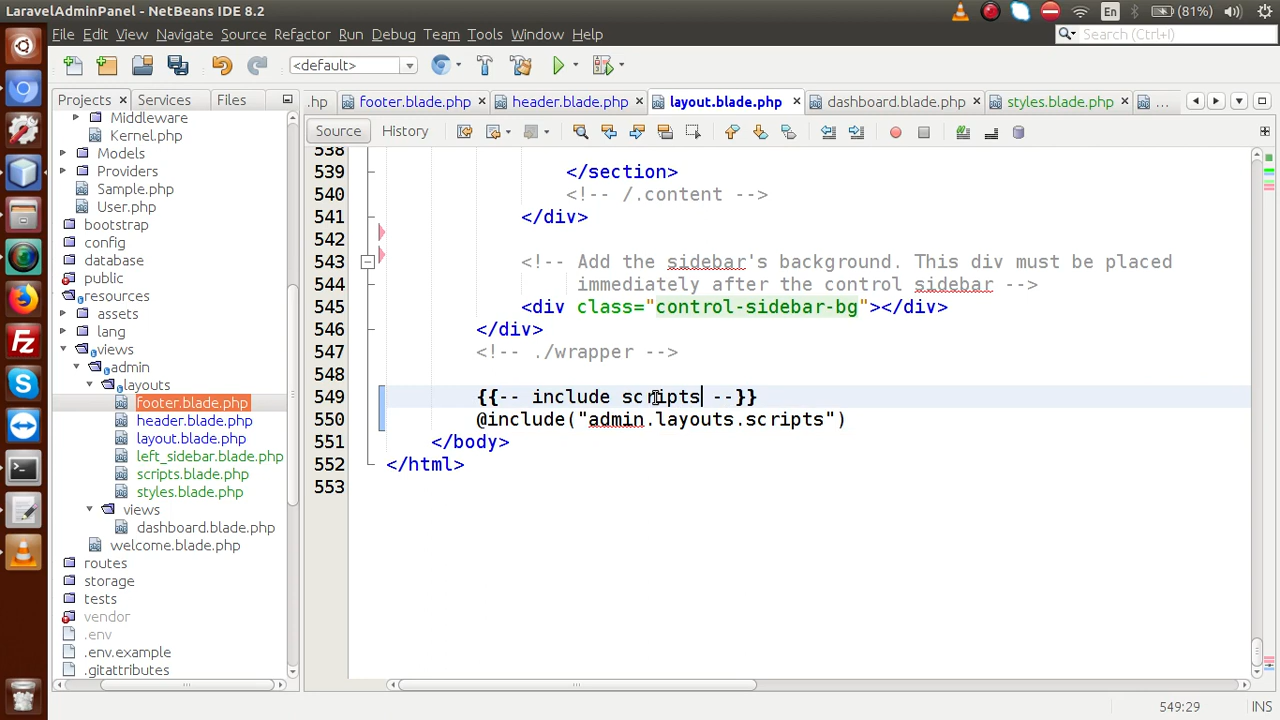 LaravelAdminPanel - NetBeans IDE 8.2
En
(81%)
File Edit View Navigate Source Refactor Run Debug Team Tools Window Help
Search (Ctrl+I)
<default>
Projects Services Files
.hp footer.blade.php header.blade.php layout.blade.php dashboard.blade.php styles.blade.php ...
Source History
Middleware
Kernel.php
Models
Providers
Sample.php
User.php
bootstrap
config
database
public
resources
assets
lang
views
admin
layouts
footer.blade.php
header.blade.php
layout.blade.php
left_sidebar.blade.php
scripts.blade.php
styles.blade.php
views
dashboard.blade.php
welcome.blade.php
routes
storage
tests
vendor
.env
.env.example
.gitattributes
538
539 </section>
540 <!-- /.content -->
541 </div>
542
543 <!-- Add the sidebar's background. This div must be placed
544 immediately after the control sidebar -->
545 <div class="control-sidebar-bg"></div>
546 </div>
547 <!-- ./wrapper -->
548
549 {{-- include scripts --}}
550 @include("admin.layouts.scripts")
551 </body>
552 </html>
553
549:29 INS